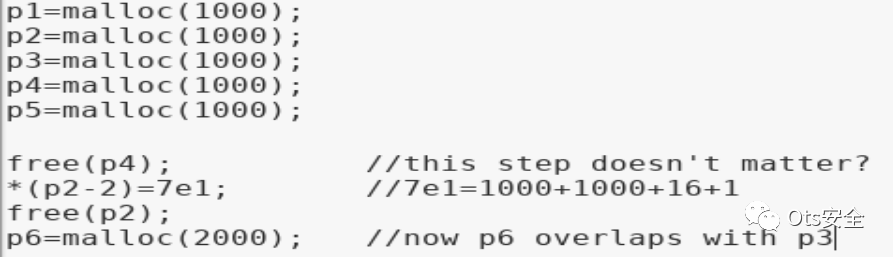 p1=malloc(1000);
p2=malloc(1000);
p3=malloc(1000);
p4=malloc(1000);
p5=malloc(1000);
free(p4); //this step doesn't matter?
*(p2-2)=7e1; //7e1=1000+1000+16+1
free(p2);
p6=malloc(2000); //now p6 overlaps with p3
Ots安全